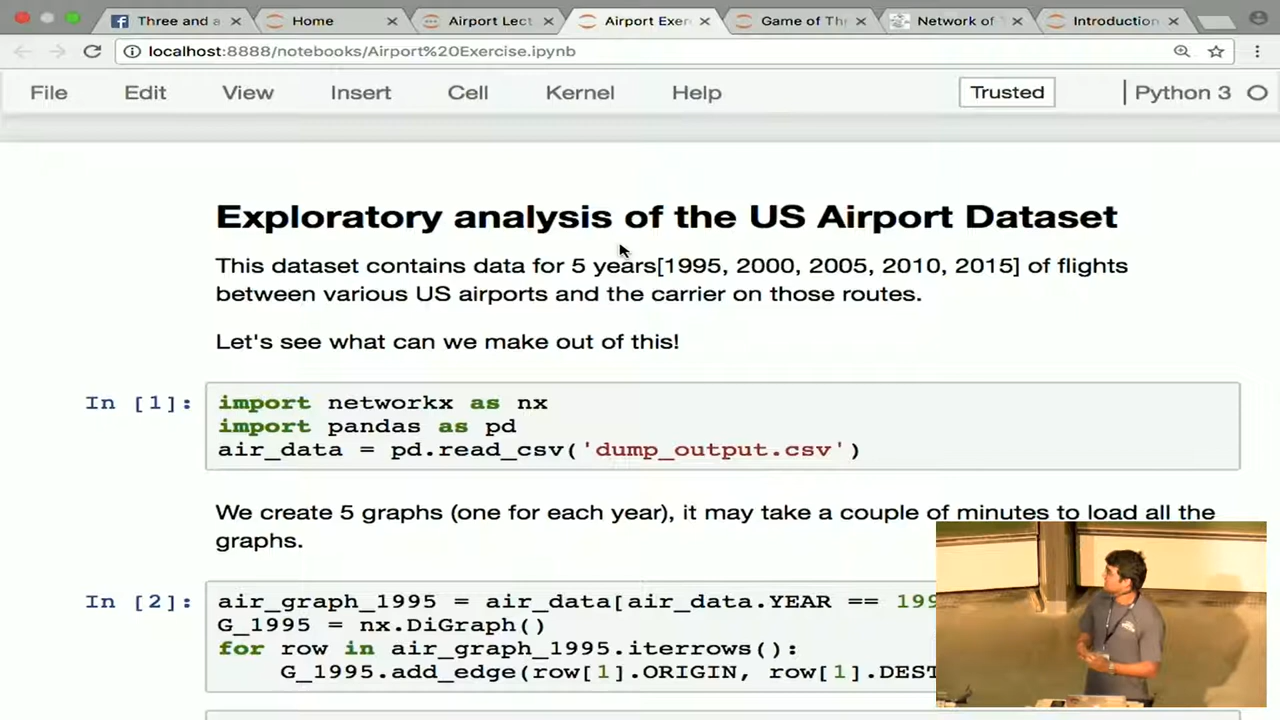 Three and a
Home
Airport Lect
Airport Exer
Game of Th
Network of
Introduction
localhost:8888/notebooks/Airport%20Exercise.ipynb
File Edit View Insert Cell Kernel Help Trusted Python 3
Exploratory analysis of the US Airport Dataset
This dataset contains data for 5 years[1995, 2000, 2005, 2010, 2015] of flights
between various US airports and the carrier on those routes.
Let's see what can we make out of this!
In [1]:
import networkx as nx
import pandas as pd
air_data = pd.read_csv('dump_output.csv')
We create 5 graphs (one for each year), it may take a couple of minutes to load all the
graphs.
In [2]:
air_graph_1995 = air_data[air_data.YEAR == 199
G_1995 = nx.DiGraph()
for row in air_graph_1995.iterrows():
G_1995.add_edge(row[1].ORIGIN, row[1].DEST